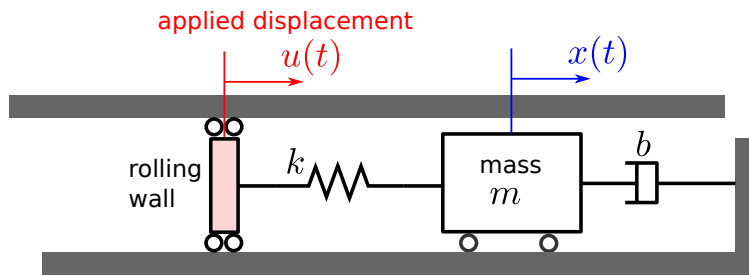 applied displacement
u(t)
x(t)
rolling
wall
k
mass
m
b